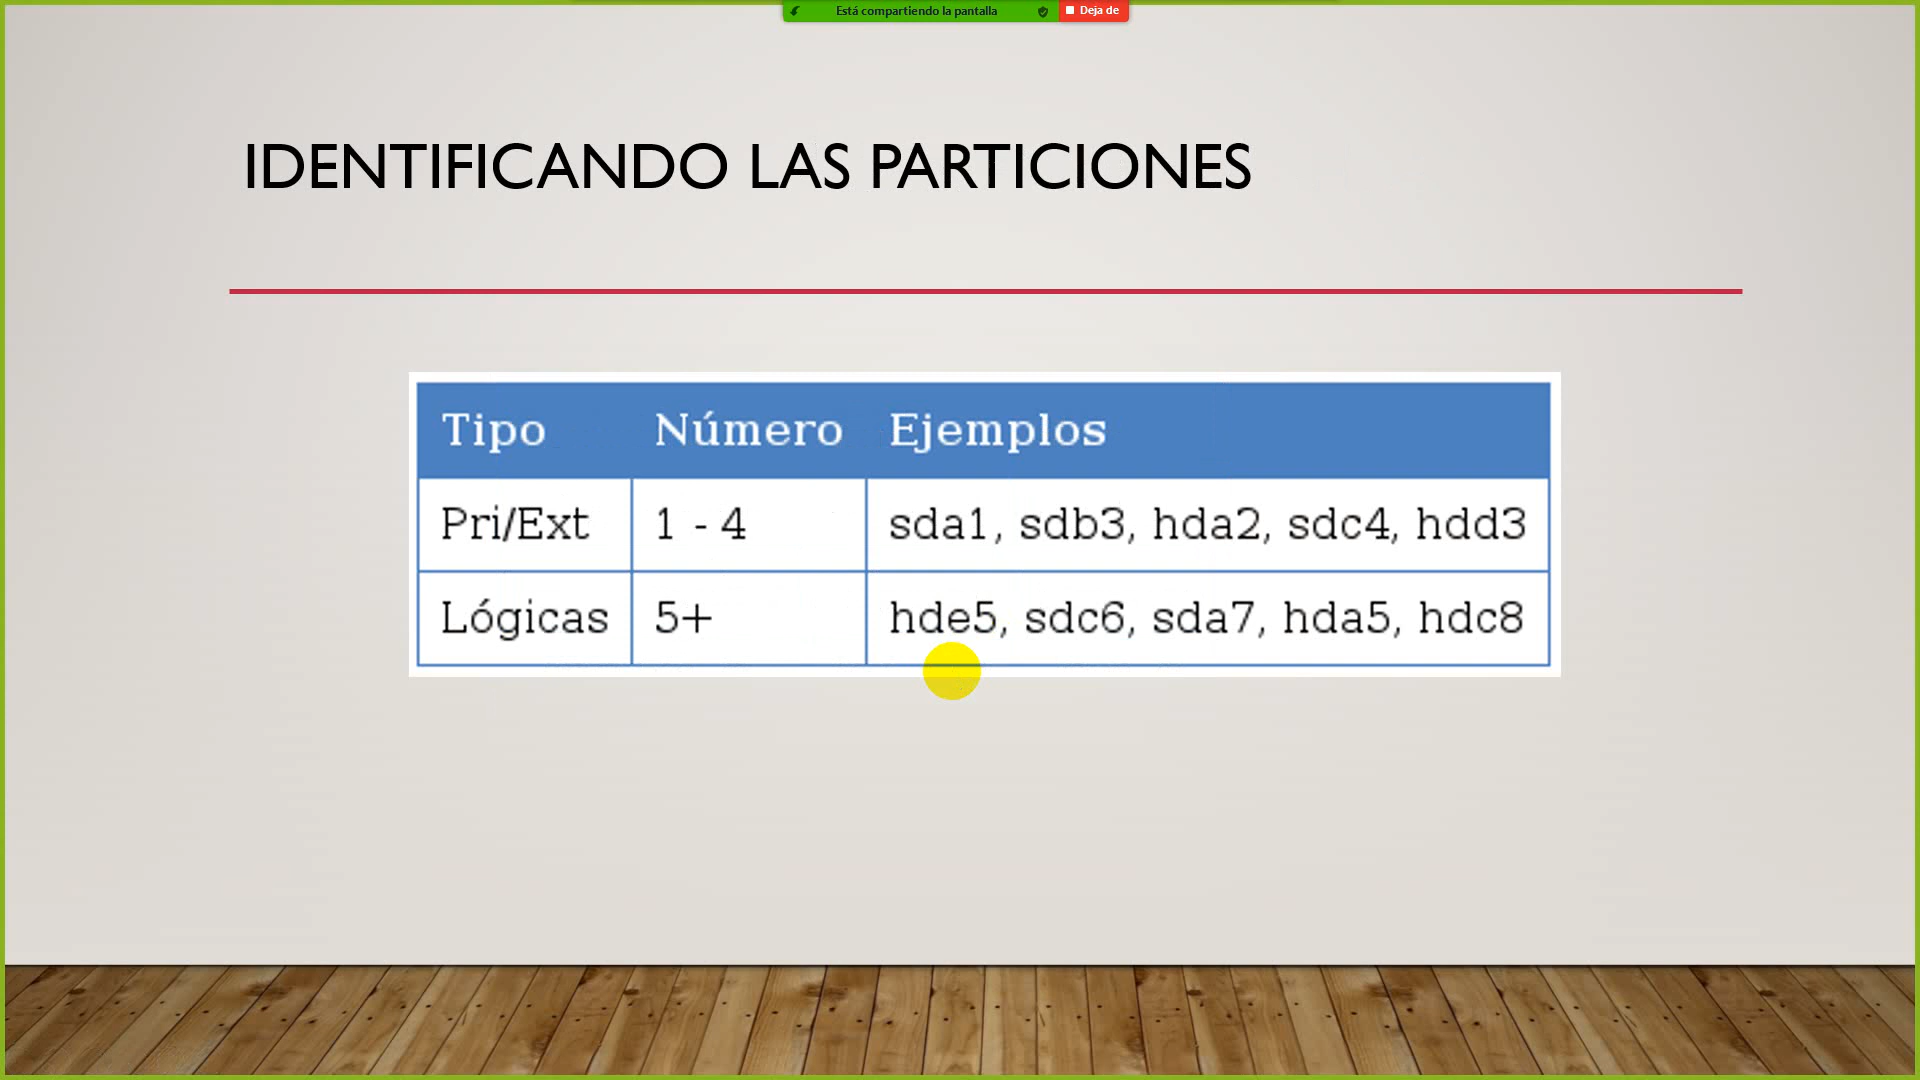 Está compartiendo la pantalla
Deja de
IDENTIFICANDO LAS PARTICIONES
Tipo Número Ejemplos
Pri/Ext 1 - 4 sda1, sdb3, hda2, sdc4, hdd3
Lógicas 5+ hde5, sdc6, sda7, hda5, hdc8